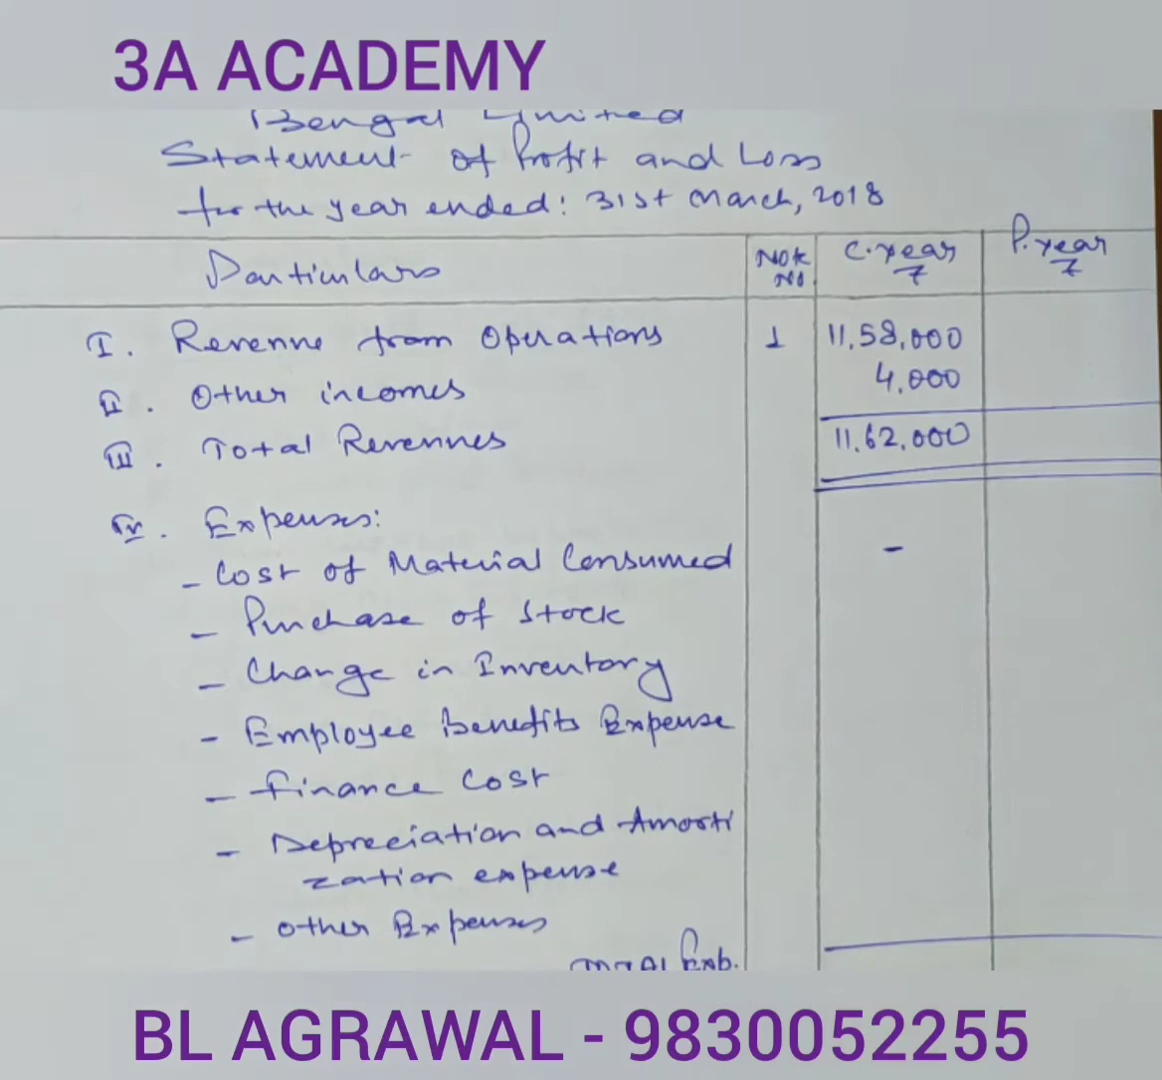 3A ACADEMY
Bengal Limited
Statement of Profit and Loss
for the year ended: 31st March, 2018
Particulars Note No. C.year ₹ P.year ₹
I. Revenue from Operations 1 11,58,000
II. Other incomes 4,000
III. Total Revenues 11,62,000
IV. Expenses:
- Cost of Material Consumed -
- Purchase of Stock
- Change in Inventory
- Employee Benefits Expense
- Finance Cost
- Depreciation and Amorti
zation expense
- Other Expenses
Total Exp.
BL AGRAWAL - 9830052255